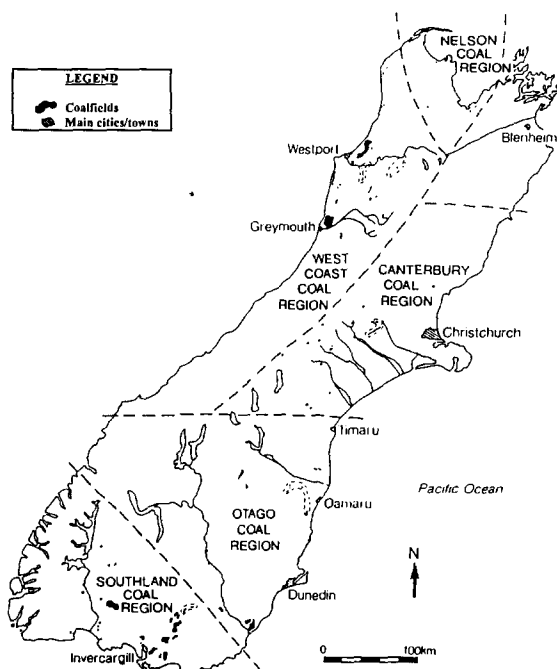 NELSON
COAL
REGION
LEGEND
Coalfields
Main cities/towns
Blenheim
Westport
Greymouth
WEST
COAST
COAL
REGION
CANTERBURY
COAL
REGION
Christchurch
Timaru
Pacific Ocean
Oamaru
OTAGO
COAL
REGION
N
SOUTHLAND
COAL
REGION
Dunedin
Invercargill
0 100km